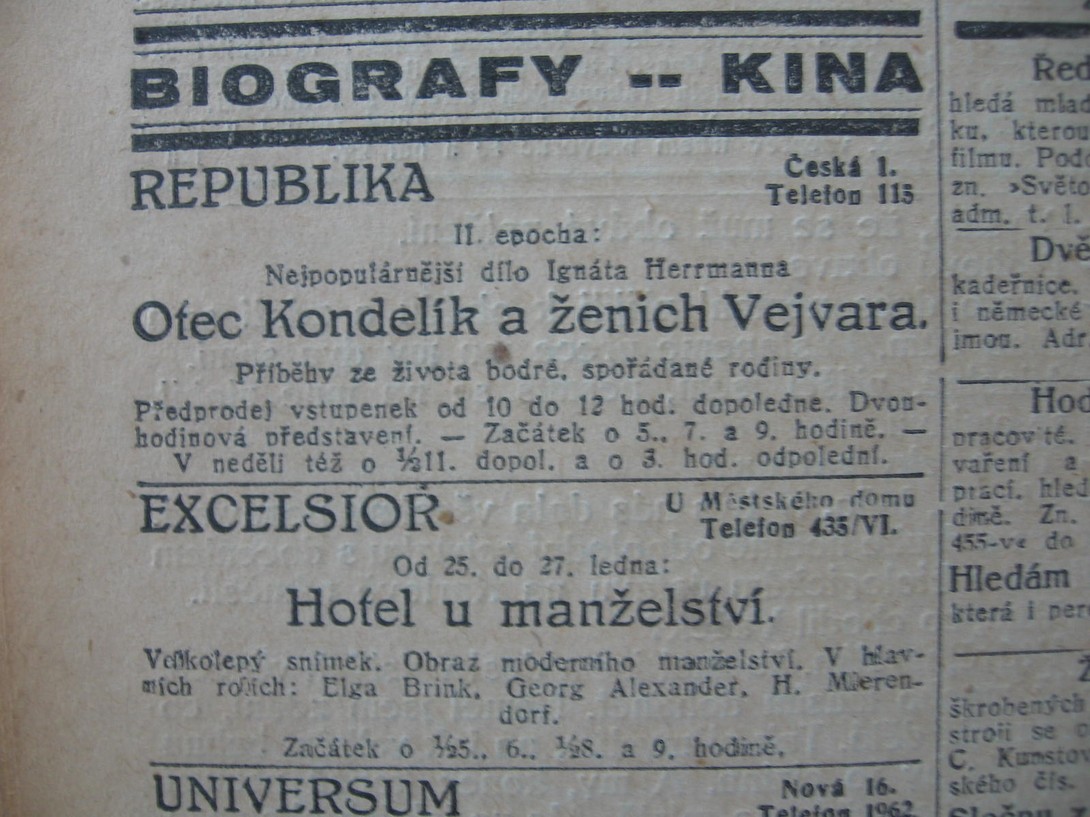 BIOGRAFY -- KINA
REPUBLIKA
Česká 1.
Telefon 115
II. epocha:
Nejpopulárnější dílo Ignáta Herrmanna
Otec Kondelík a ženich Vejvara.
Příběhy ze života bodré, spořádané rodiny.
Předprodej vstupenek od 10 do 12 hod. dopoledne. Dvou-
hodinová představení. — Začátek o 5., 7. a 9. hodině. —
V neděli též o ½11. dopol. a o 3. hod. odpolední.
EXCELSIOR
U Městského domu
Telefon 435/VI.
Od 25. do 27. ledna:
Hotel u manželství.
Velikolepý snímek. Obraz moderního manželství. V hlav-
ních rolích: Elga Brink, Georg Alexander, H. Mieren-
dorf.
Začátek o ½5., 6., ½8. a 9. hodině.
UNIVERSUM
Nová 16.
Telefon 1962
Řed
hledá mlad
ku, kterou
filmu. Podo
zn. »Světo
adm. t. l.
Dvě
kadeřnice,
i německé
jmou. Adr
Hod
pracovité.
vaření a
prací, hled
dině. Zn.
455-ve do
Hledám
která i per
škrobených
stroji se
C. Kunstov
ského čís.